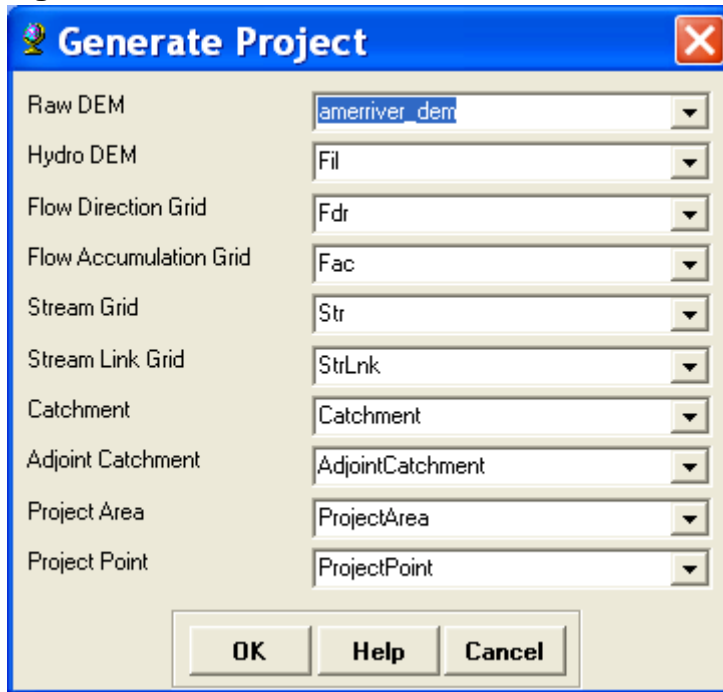 Generate Project
Raw DEM amerriver_dem
Hydro DEM Fil
Flow Direction Grid Fdr
Flow Accumulation Grid Fac
Stream Grid Str
Stream Link Grid StrLnk
Catchment Catchment
Adjoint Catchment AdjointCatchment
Project Area ProjectArea
Project Point ProjectPoint
OK Help Cancel